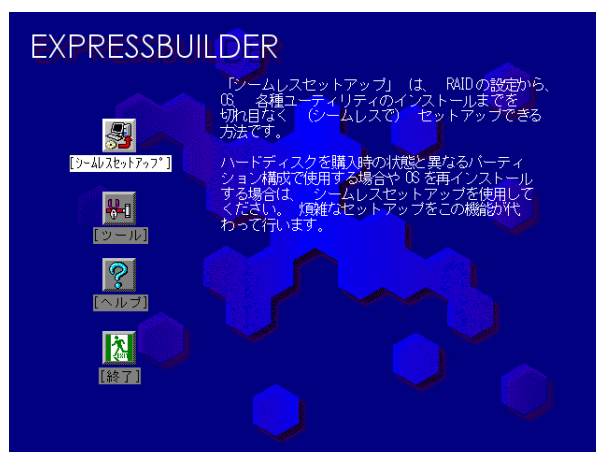 EXPRESSBUILDER
「シームレスセットアップ」 は、 RAIDの設定から、
OS、 各種ユーティリティのインストールまでを
切れ目なく (シームレスで) セットアップできる
方法です。
ハードディスクを購入時の状態と異なるパーティ
ション構成で使用する場合や OS を再インストール
する場合は、 シームレスセットアップを使用して
ください。 煩雑なセットアップをこの機能が代
わって行います。
[シームレスセットアップ]
[ツール]
[ヘルプ]
EXIT
[終了]